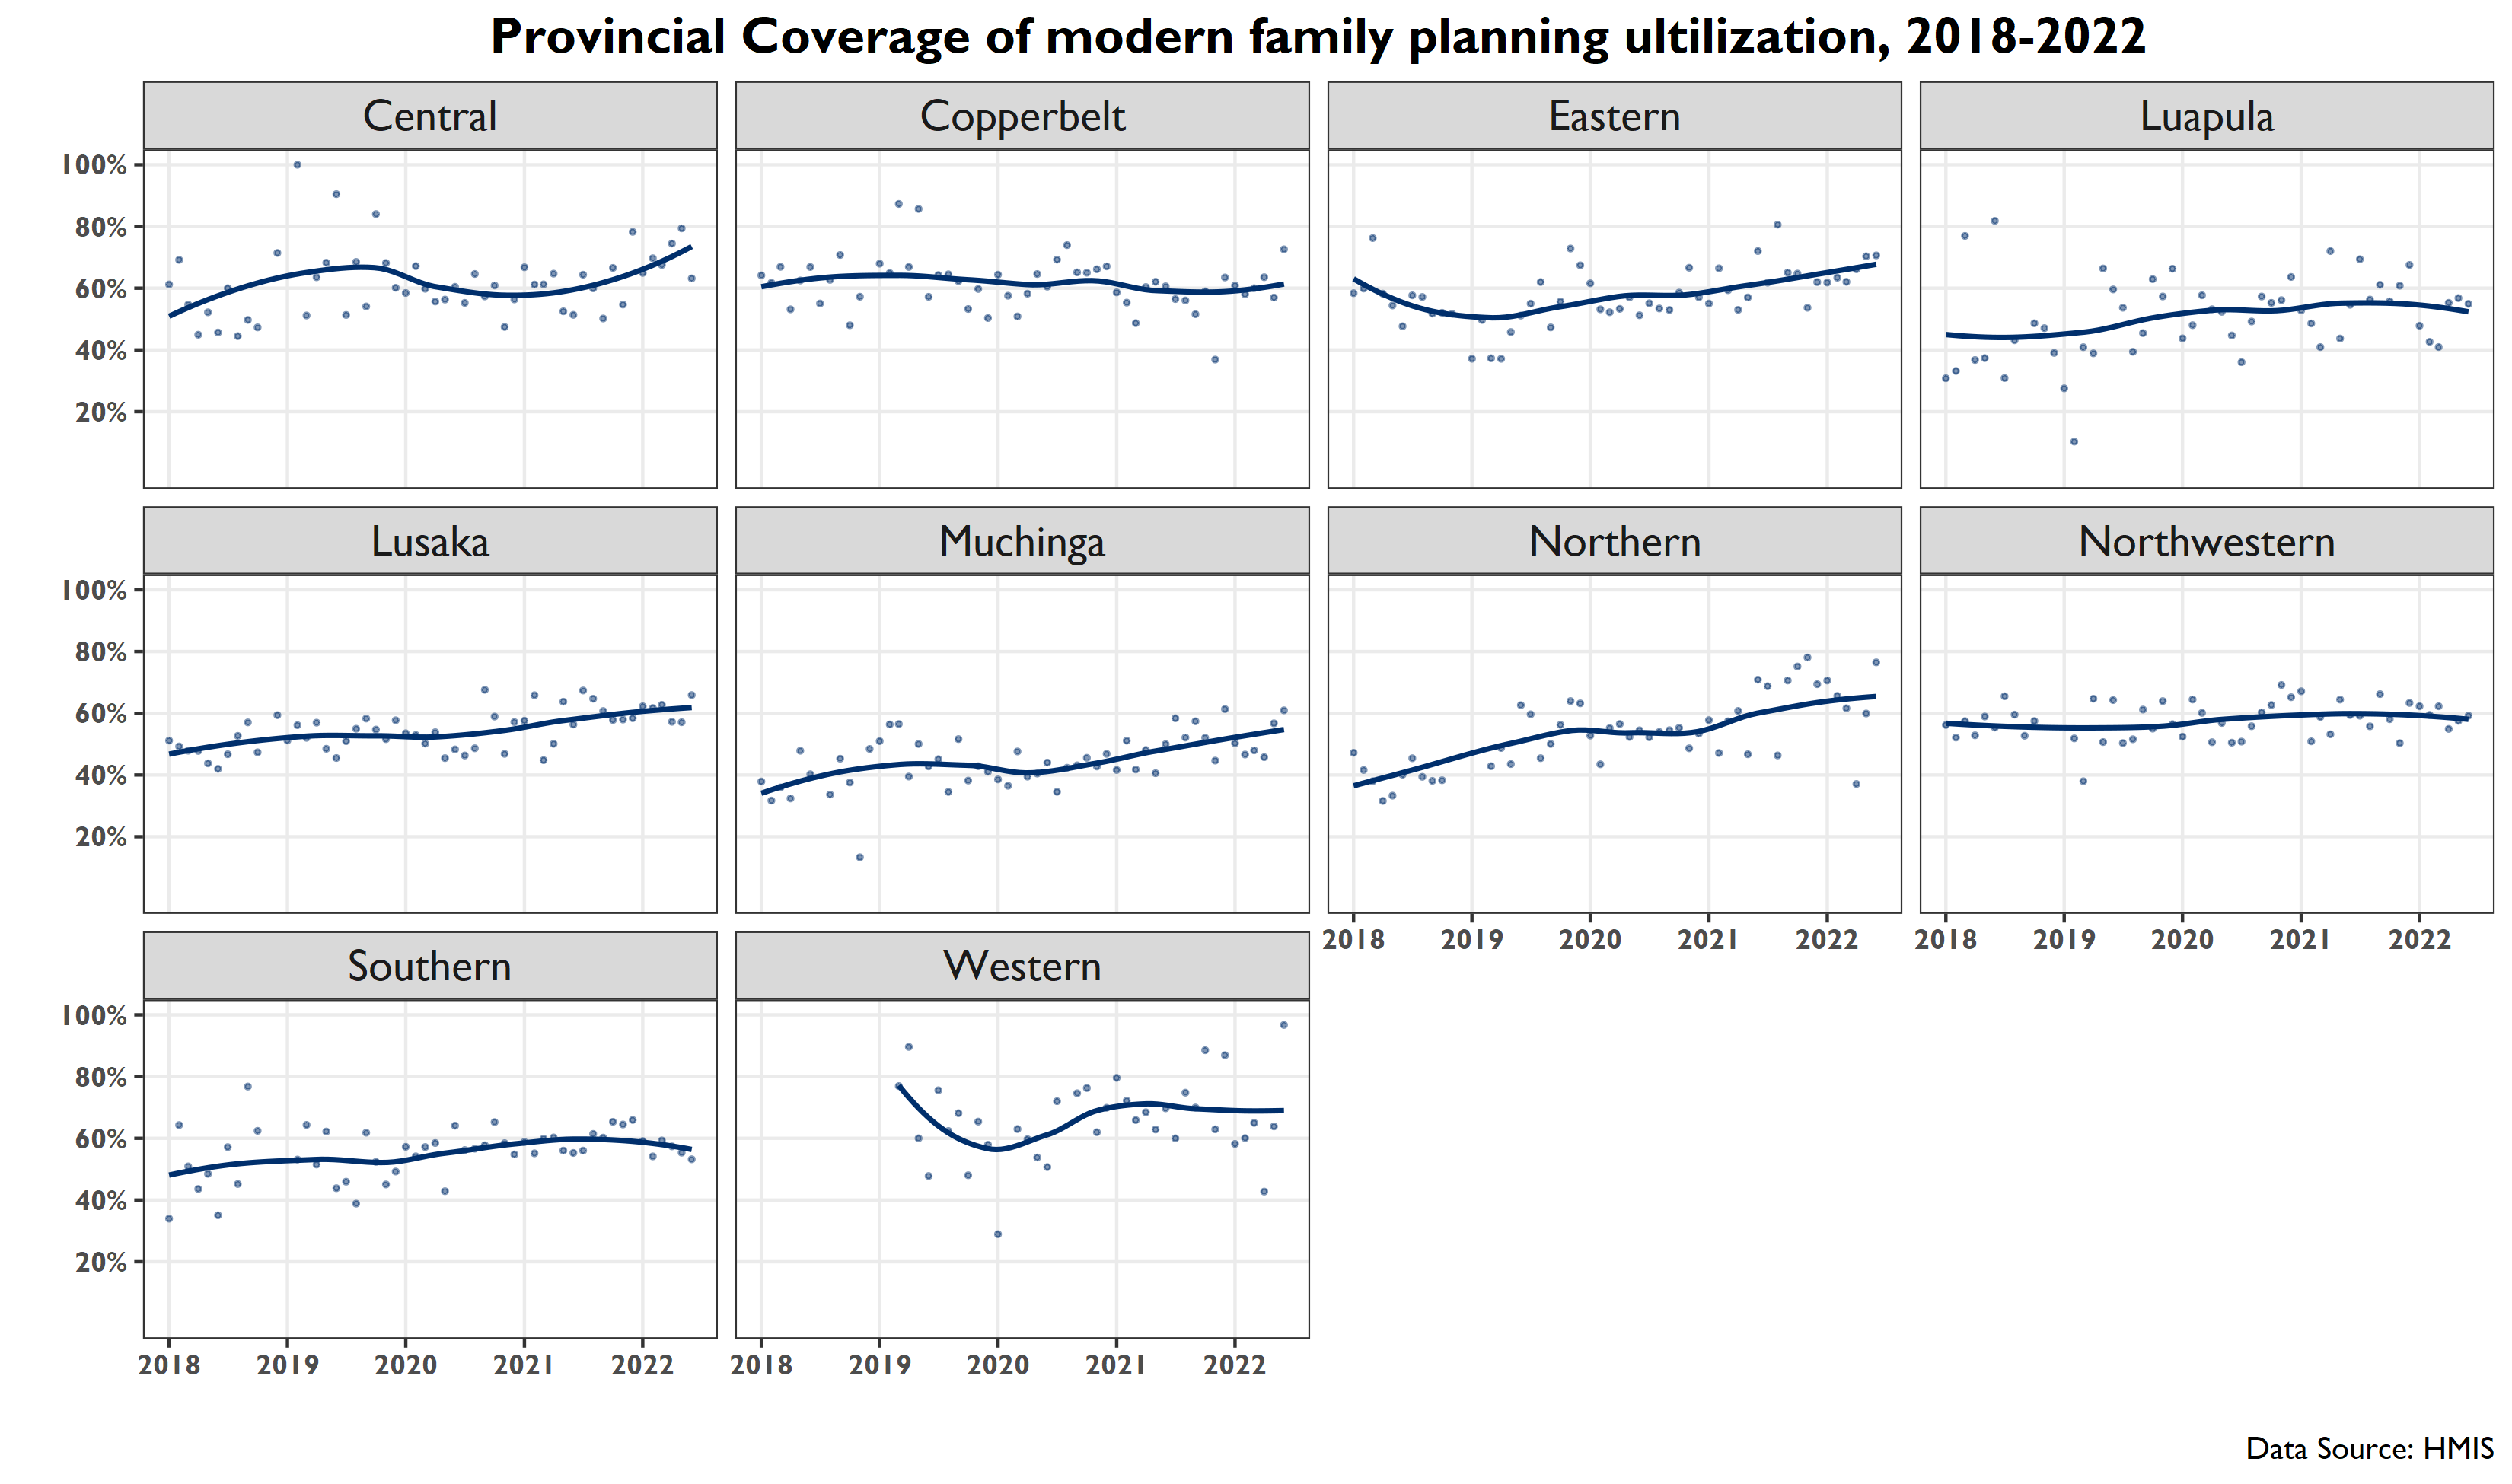 Provincial Coverage of modern family planning ultilization, 2018-2022
Central
Copperbelt
Eastern
Luapula
100%
80%
60%
40%
20%
Lusaka
Muchinga
Northern
Northwestern
100%
80%
60%
40%
20%
2018 2019 2020 2021 2022
2018 2019 2020 2021 2022
Southern
Western
100%
80%
60%
40%
20%
2018 2019 2020 2021 2022
2018 2019 2020 2021 2022
Data Source: HMIS